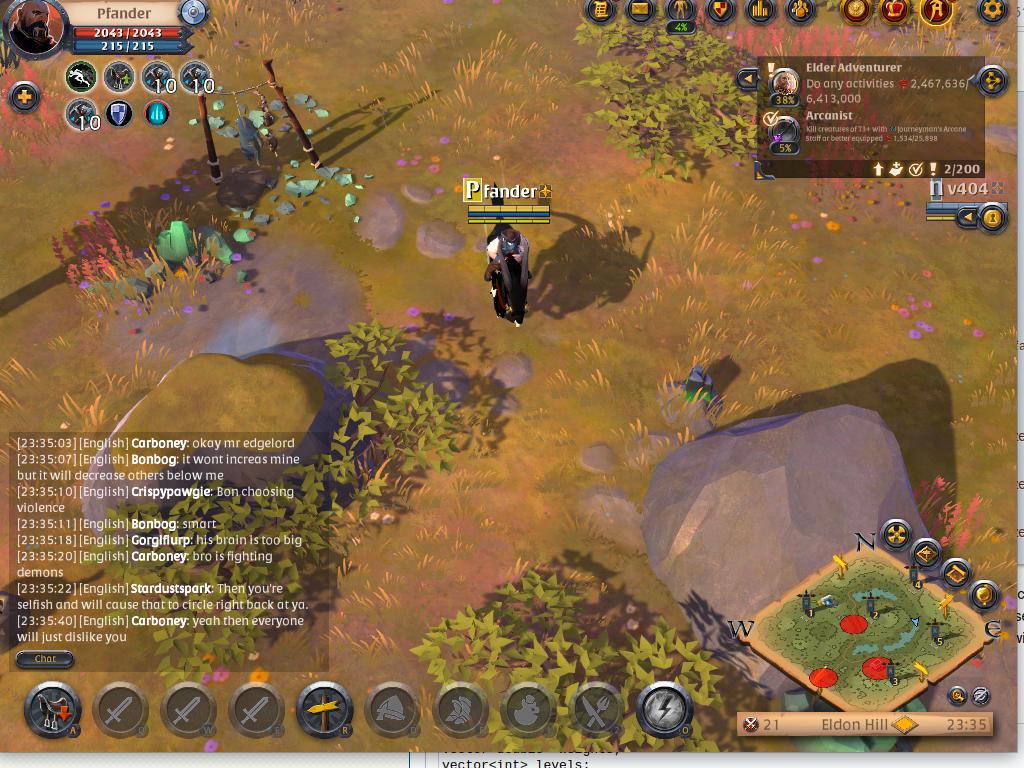 Pfander
2043 / 2043
215 / 215
10
10
10
4%
Elder Adventurer
Do any activities 2,467,636/
6,413,000
38%
Arcanist
Kill creatures of T3+ with Journeyman's Arcane
Staff or better equipped 1,534/25,898
5%
2/200
v404
Pfander
[23:35:03] [English] Carboney: okay mr edgelord
[23:35:07] [English] Bonbog: it wont increas mine
but it will decrease others below me
[23:35:10] [English] Crispypawgie: Bon choosing
violence
[23:35:11] [English] Bonbog: smart
[23:35:18] [English] Gorglflurp: his brain is too big
[23:35:20] [English] Carboney: bro is fighting
demons
[23:35:22] [English] Stardustspark: Then you're
selfish and will cause that to circle right back at ya.
[23:35:40] [English] Carboney: yeah then everyone
will just dislike you
Chat
A Q W E R D F 1 2 O
N
W
E
1
2
3
4
5
21 Eldon Hill 23:35
vector<int> levels;